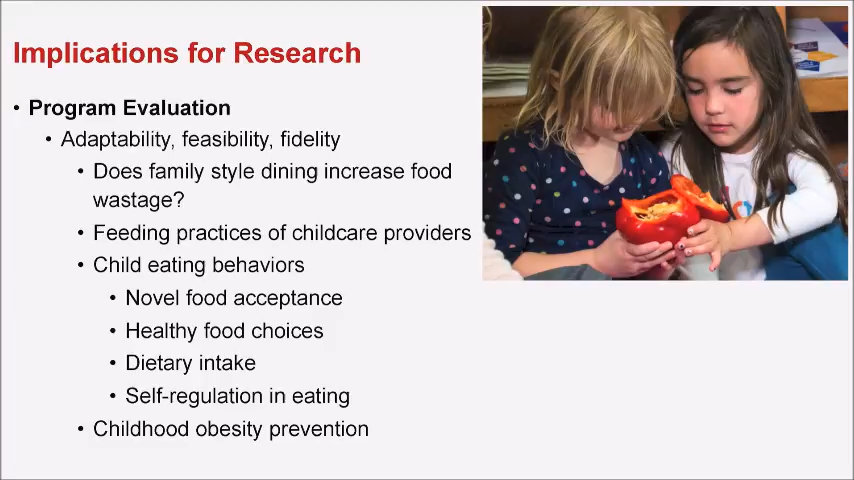 Implications for Research
• Program Evaluation
• Adaptability, feasibility, fidelity
• Does family style dining increase food
wastage?
• Feeding practices of childcare providers
• Child eating behaviors
• Novel food acceptance
• Healthy food choices
• Dietary intake
• Self-regulation in eating
• Childhood obesity prevention